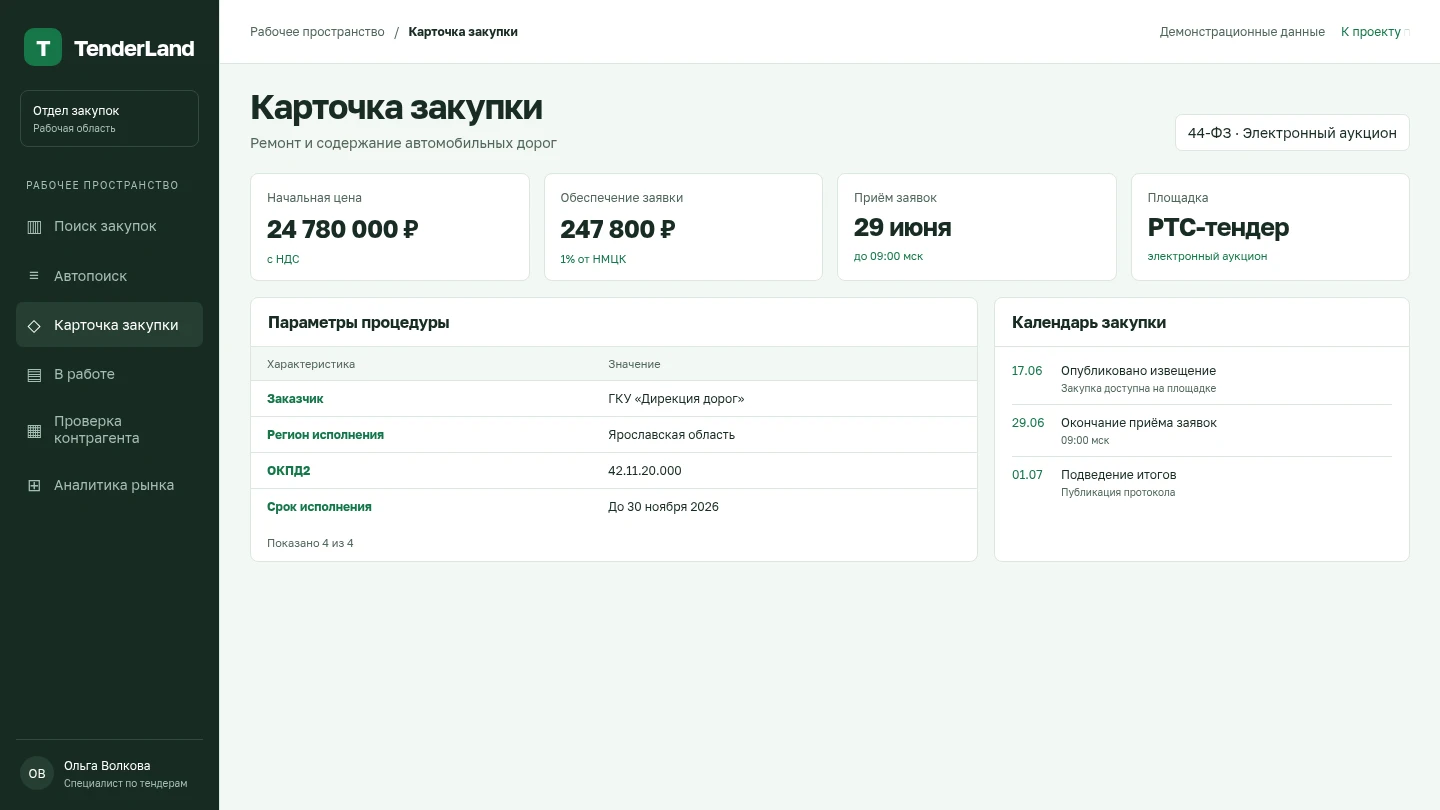 T TenderLand
Отдел закупок
Рабочая область
РАБОЧЕЕ ПРОСТРАНСТВО
Поиск закупок
Автопоиск
Карточка закупки
В работе
Проверка
контрагента
Аналитика рынка
ОВ
Ольга Волкова
Специалист по тендерам
Рабочее пространство / Карточка закупки
Демонстрационные данные
К проекту
Карточка закупки
Ремонт и содержание автомобильных дорог
44-ФЗ · Электронный аукцион
Начальная цена
24 780 000 ₽
с НДС
Обеспечение заявки
247 800 ₽
1% от НМЦК
Приём заявок
29 июня
до 09:00 мск
Площадка
РТС-тендер
электронный аукцион
Параметры процедуры
Характеристика Значение
Заказчик ГКУ «Дирекция дорог»
Регион исполнения Ярославская область
ОКПД2 42.11.20.000
Срок исполнения До 30 ноября 2026
Показано 4 из 4
Календарь закупки
17.06 Опубликовано извещение
Закупка доступна на площадке
29.06 Окончание приёма заявок
09:00 мск
01.07 Подведение итогов
Публикация протокола